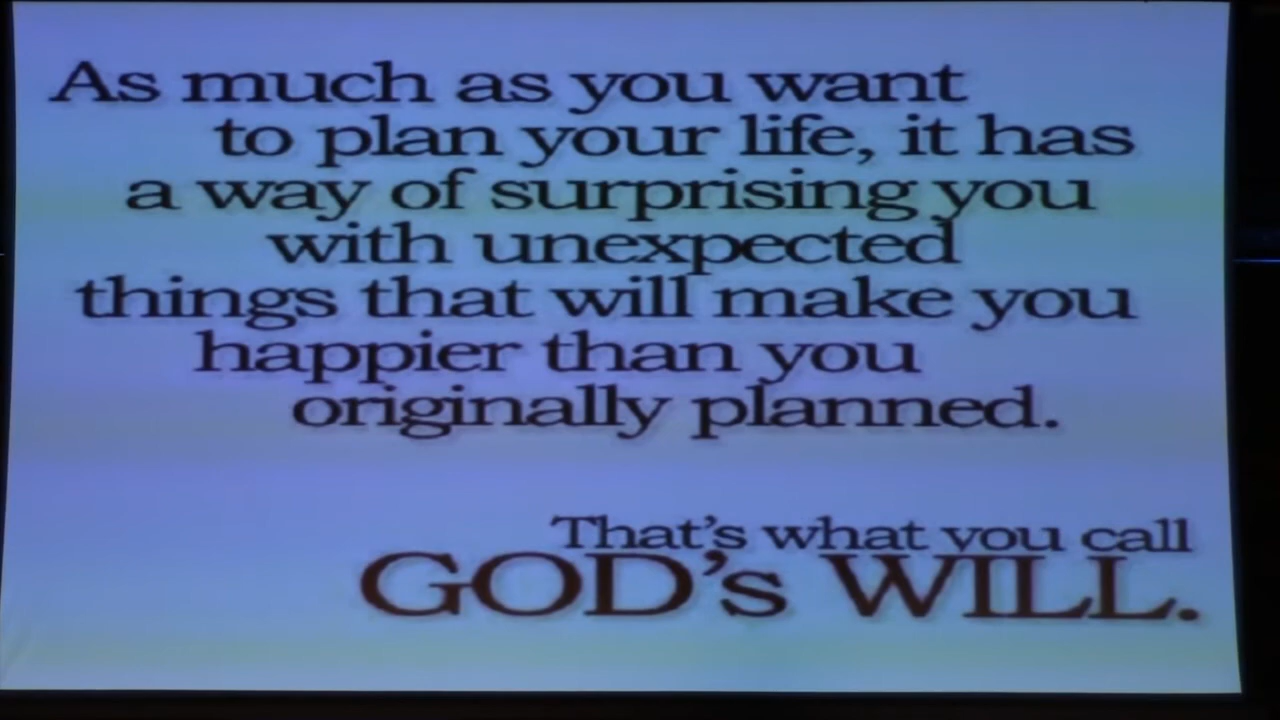 As much as you want
to plan your life, it has
a way of surprising you
with unexpected
things that will make you
happier than you
originally planned.
That's what you call
GOD's WILL.